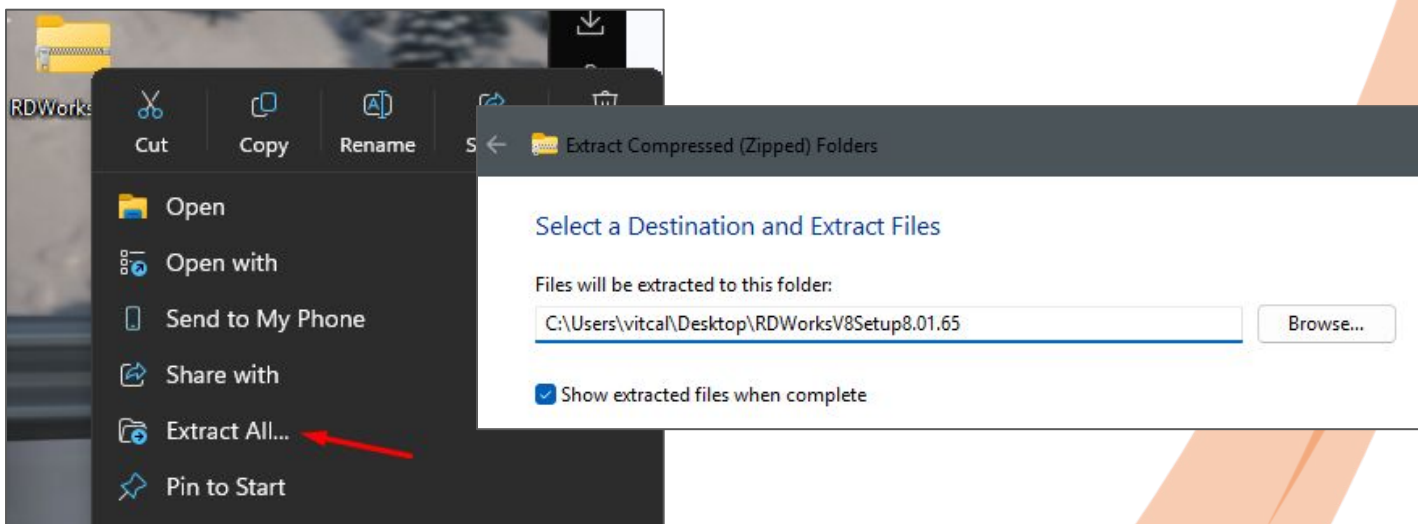 RDWorks
Cut Copy Rename
Open
Open with
Send to My Phone
Share with
Extract All...
Pin to Start
Extract Compressed (Zipped) Folders
Select a Destination and Extract Files
Files will be extracted to this folder:
C:\Users\vitcal\Desktop\RDWorksV8Setup8.01.65 Browse...
Show extracted files when complete